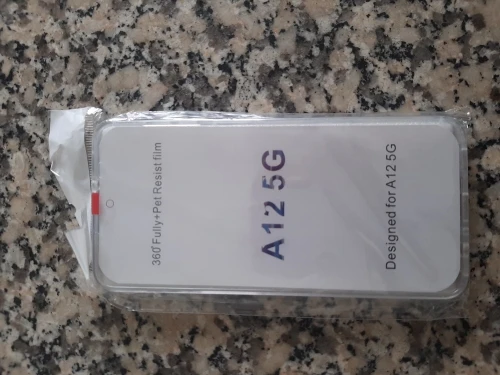 360°Fully+Pet Resist film
A12 5G
Designed for A12 5G